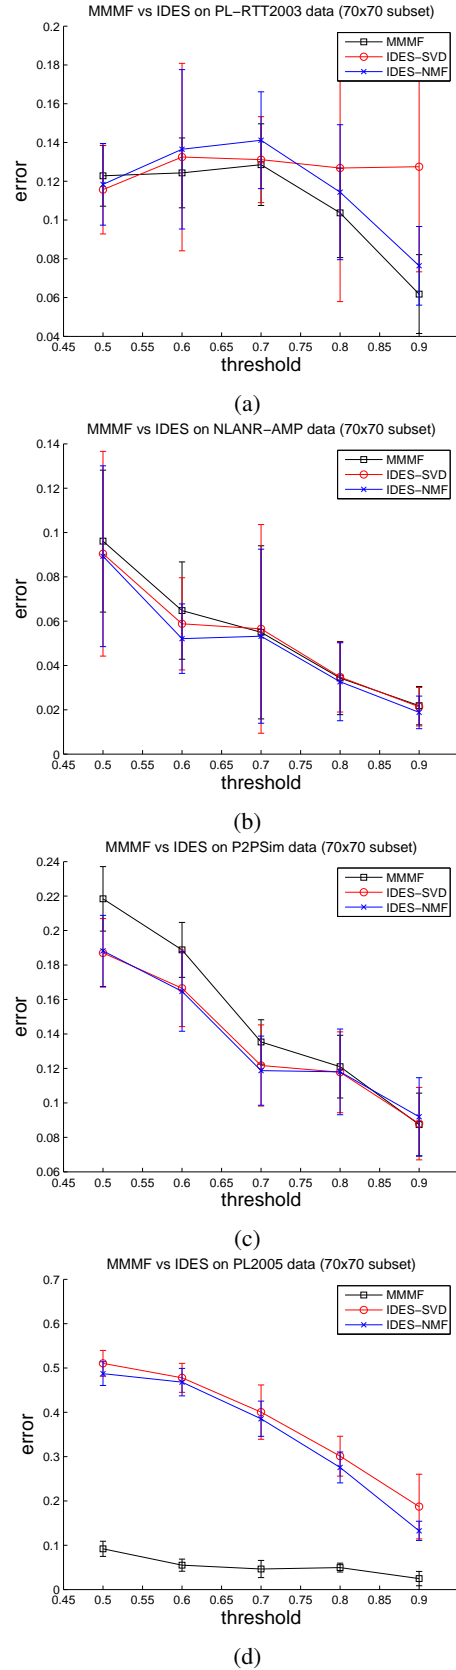 MMMF vs IDES on PL−RTT2003 data (70x70 subset)
0.2
0.18
0.16
0.14
0.12
0.1
0.08
0.06
0.04
error
MMMF
IDES−SVD
IDES−NMF
0.45 0.5 0.55 0.6 0.65 0.7 0.75 0.8 0.85 0.9
threshold
(a)
MMMF vs IDES on NLANR−AMP data (70x70 subset)
0.14
0.12
0.1
0.08
0.06
0.04
0.02
0
error
MMMF
IDES−SVD
IDES−NMF
0.45 0.5 0.55 0.6 0.65 0.7 0.75 0.8 0.85 0.9
threshold
(b)
MMMF vs IDES on P2PSim data (70x70 subset)
0.24
0.22
0.2
0.18
0.16
0.14
0.12
0.1
0.08
0.06
error
MMMF
IDES−SVD
IDES−NMF
0.45 0.5 0.55 0.6 0.65 0.7 0.75 0.8 0.85 0.9
threshold
(c)
MMMF vs IDES on PL2005 data (70x70 subset)
0.7
0.6
0.5
0.4
0.3
0.2
0.1
0
error
MMMF
IDES−SVD
IDES−NMF
0.45 0.5 0.55 0.6 0.65 0.7 0.75 0.8 0.85 0.9
threshold
(d)